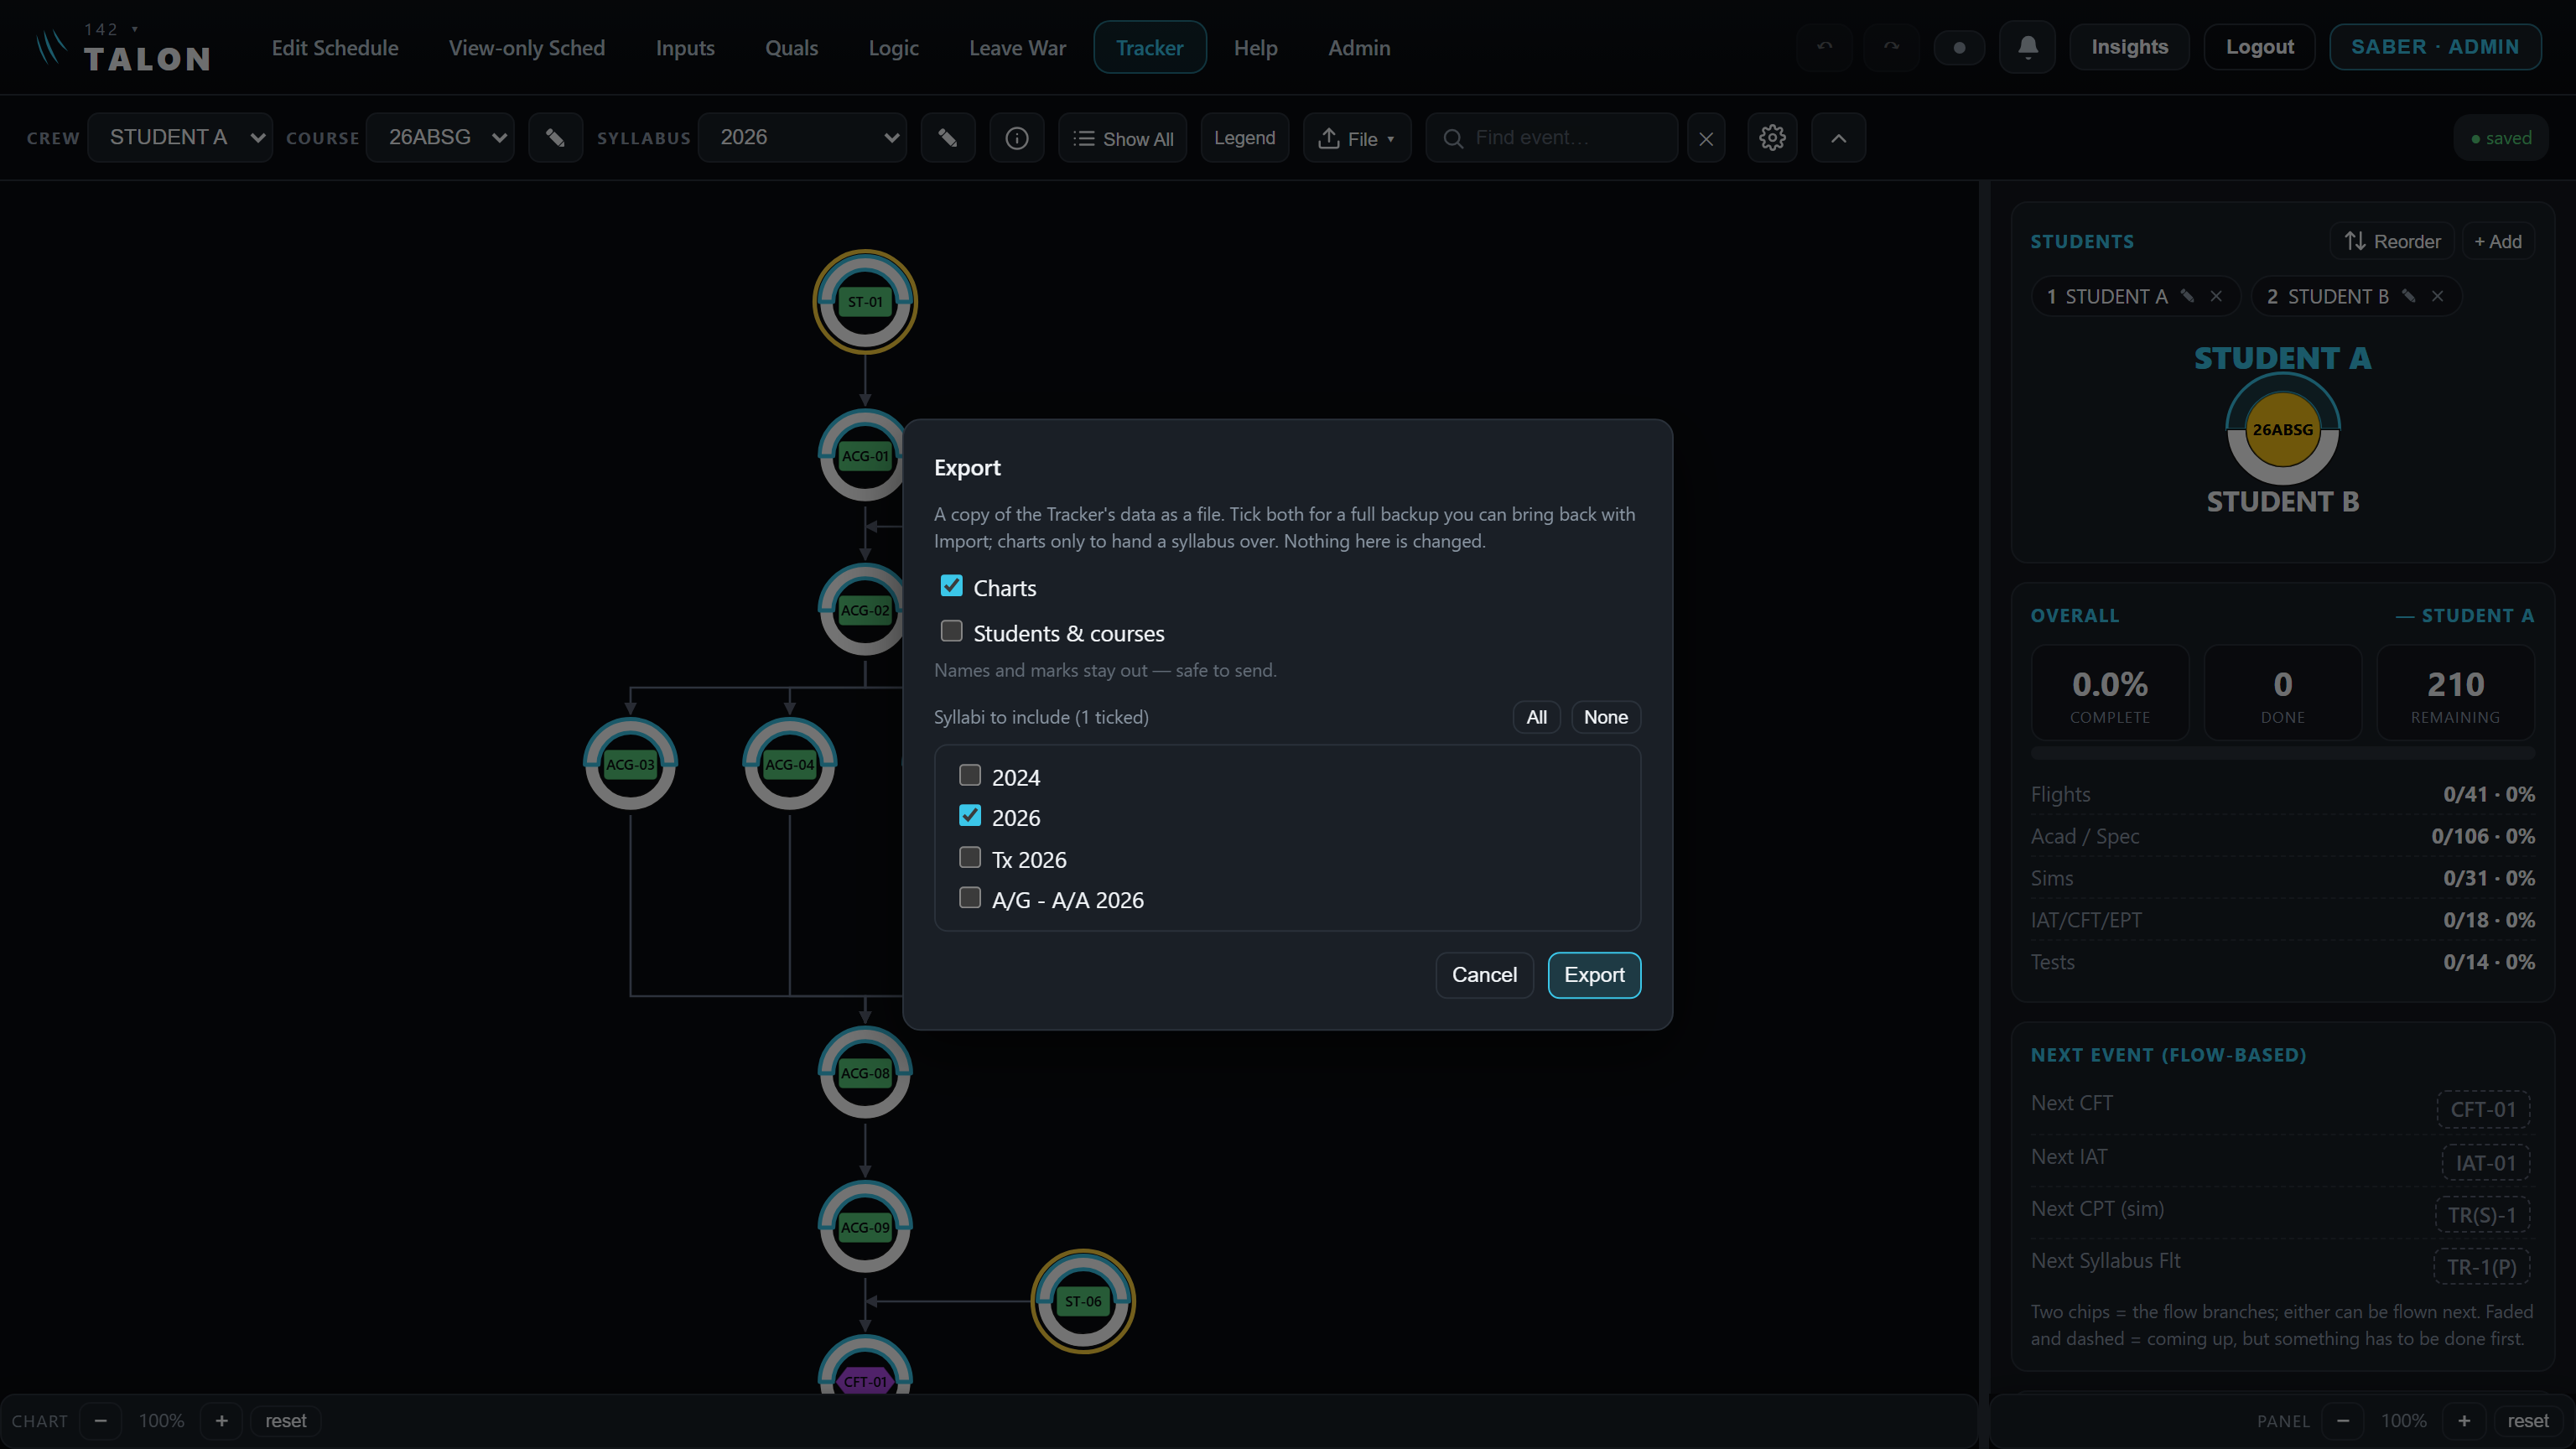 142 ▾
TALON
Edit Schedule
View-only Sched
Inputs
Quals
Logic
Leave War
Tracker
Help
Admin
Insights
Logout
SABER · ADMIN
CREW
STUDENT A
COURSE
26ABSG
SYLLABUS
2026
Show All
Legend
File ▾
Find event...
saved
ST-01
ACG-01
ACG-02
ACG-03
ACG-04
ACG-08
ACG-09
ST-06
CFT-01
Export
A copy of the Tracker's data as a file. Tick both for a full backup you can bring back with
Import; charts only to hand a syllabus over. Nothing here is changed.
Charts
Students & courses
Names and marks stay out — safe to send.
Syllabi to include (1 ticked)
All
None
2024
2026
Tx 2026
A/G - A/A 2026
Cancel
Export
STUDENTS
Reorder
+ Add
1 STUDENT A
2 STUDENT B
STUDENT A
26ABSG
STUDENT B
OVERALL
— STUDENT A
0.0%
COMPLETE
0
DONE
210
REMAINING
Flights 0/41 · 0%
Acad / Spec 0/106 · 0%
Sims 0/31 · 0%
IAT/CFT/EPT 0/18 · 0%
Tests 0/14 · 0%
NEXT EVENT (FLOW-BASED)
Next CFT CFT-01
Next IAT IAT-01
Next CPT (sim) TR(S)-1
Next Syllabus Flt TR-1(P)
Two chips = the flow branches; either can be flown next. Faded
and dashed = coming up, but something has to be done first.
CHART − 100% + reset
PANEL − 100% + reset